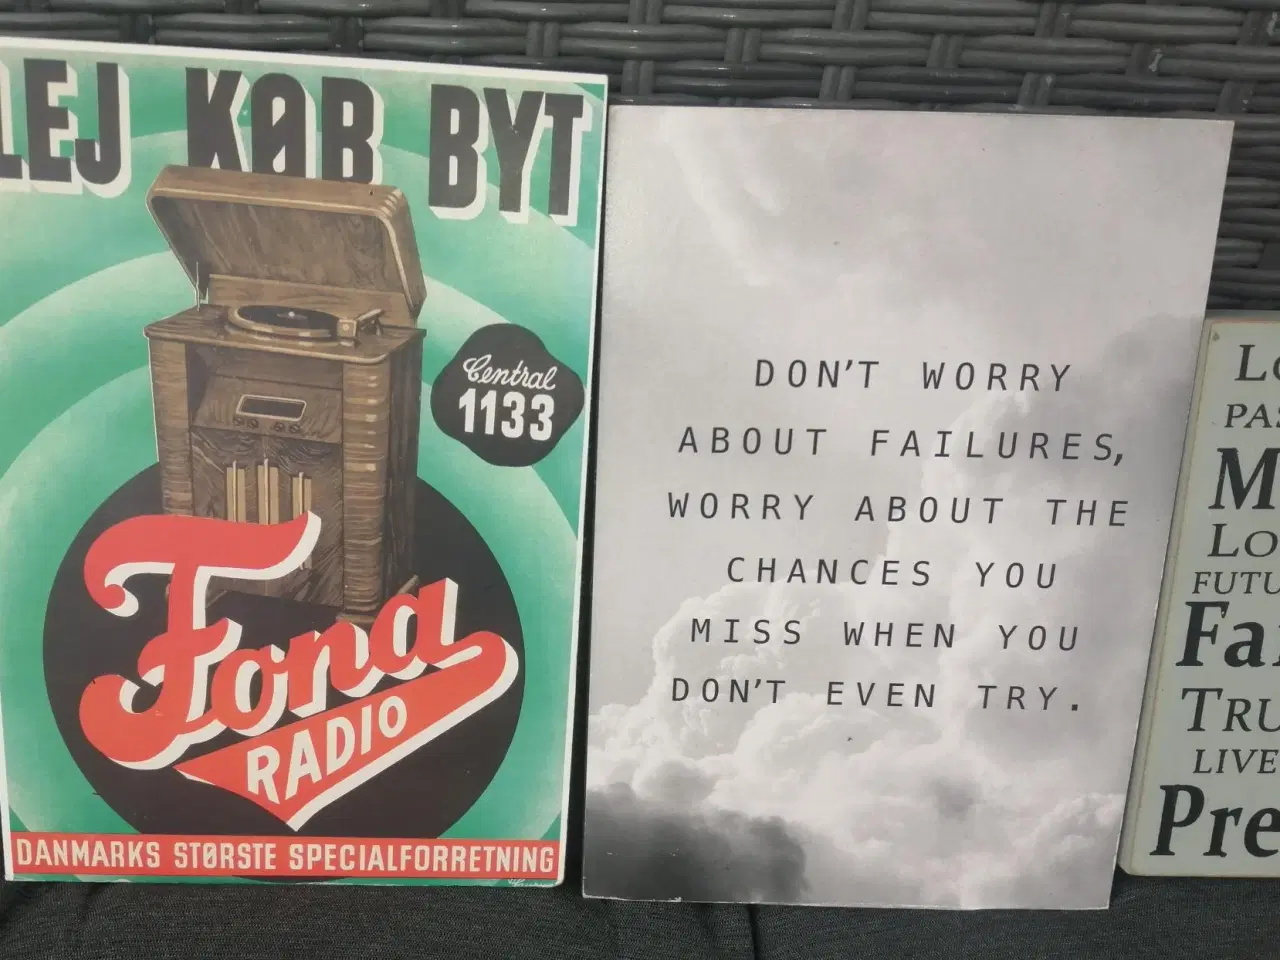 LEJ KØB BYT
Central
1133
Fona
RADIO
DANMARKS STØRSTE SPECIALFORRETNING
DON'T WORRY
ABOUT FAILURES,
WORRY ABOUT THE
CHANCES YOU
MISS WHEN YOU
DON'T EVEN TRY.
LIVE